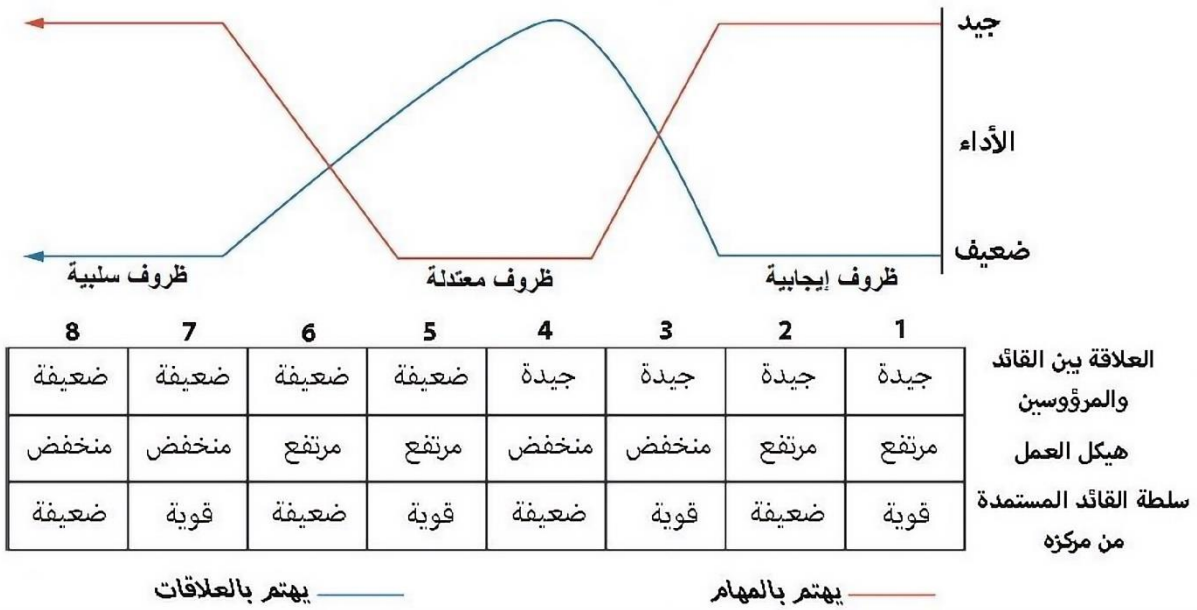 جيد
الأداء
ضعيف
ظروف إيجابية
ظروف معتدلة
ظروف سلبية
1 2 3 4 5 6 7 8
العلاقة بين القائد والمرؤوسين
جيدة جيدة جيدة جيدة ضعيفة ضعيفة ضعيفة ضعيفة
هيكل العمل
مرتفع مرتفع منخفض منخفض مرتفع مرتفع منخفض منخفض
سلطة القائد المستمدة من مركزه
قوية ضعيفة قوية ضعيفة قوية ضعيفة قوية ضعيفة
يهتم بالمهام
يهتم بالعلاقات